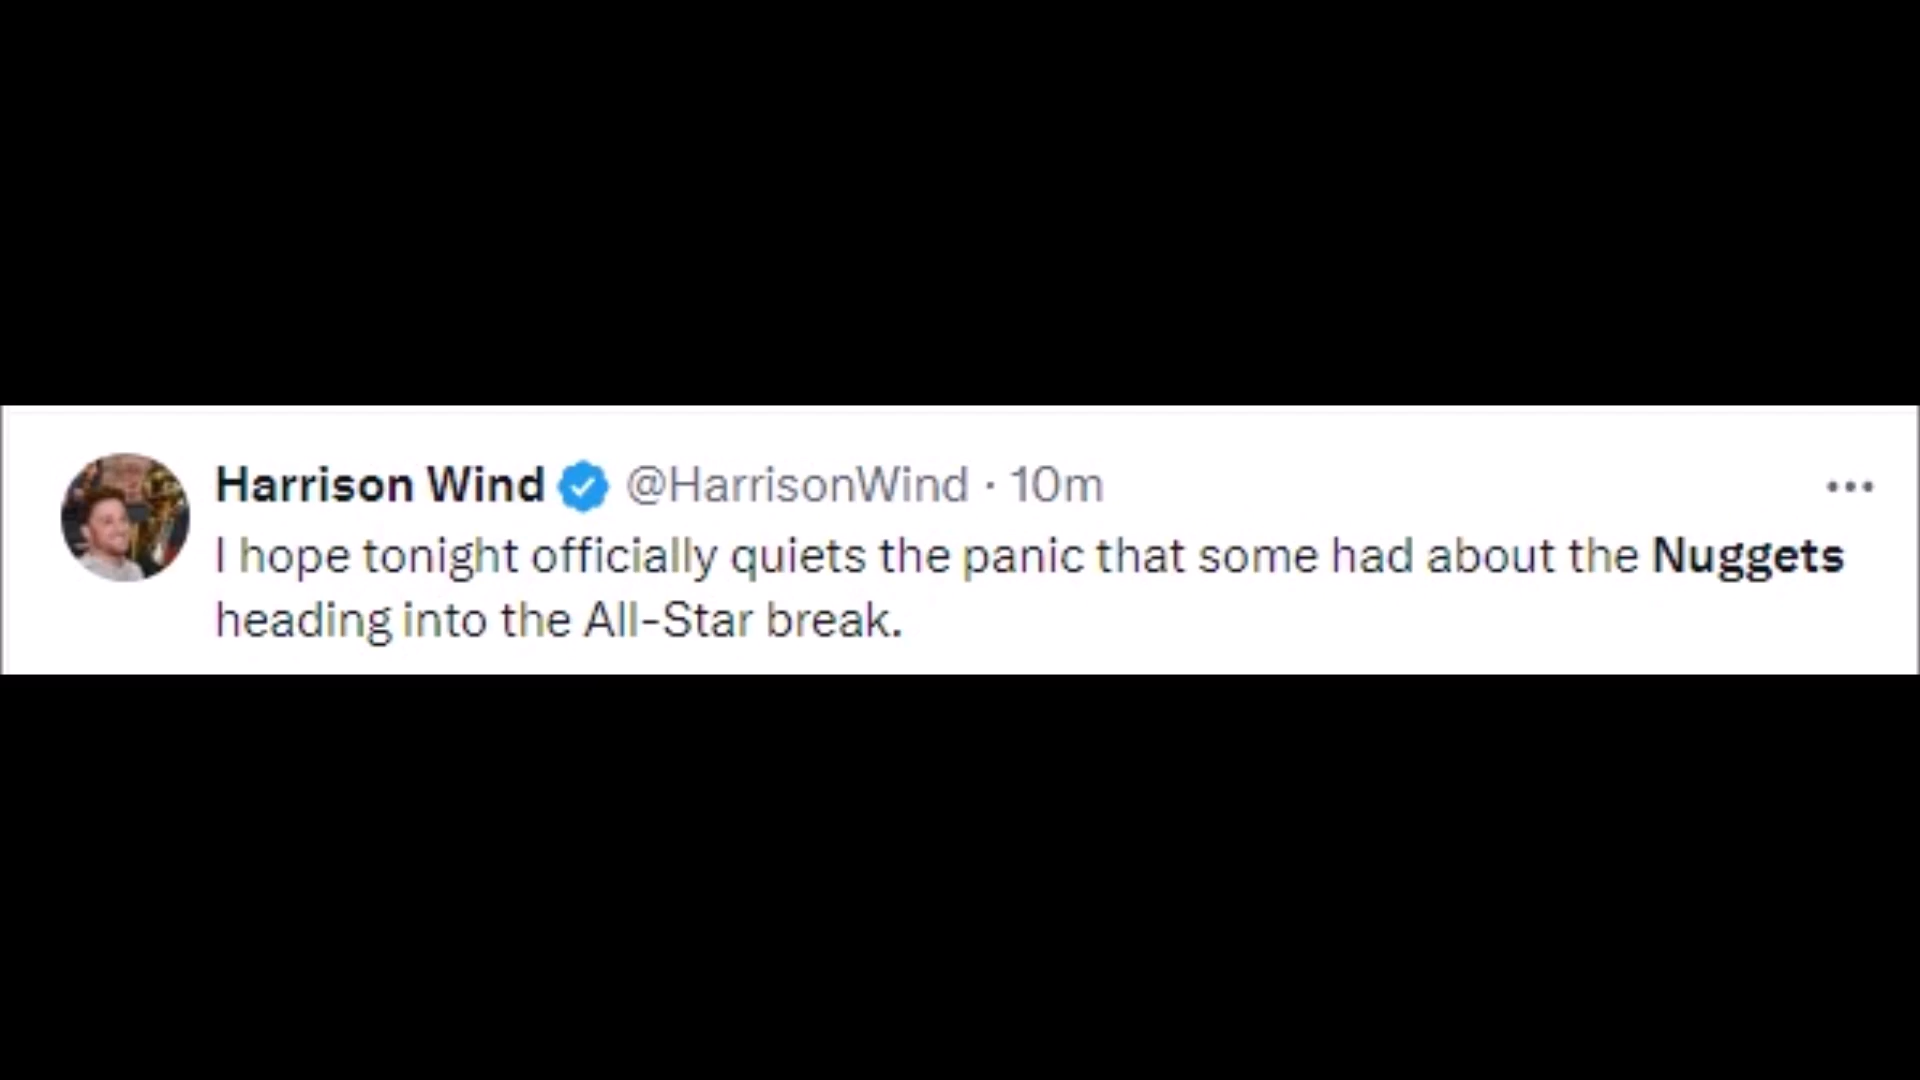 Harrison Wind @HarrisonWind · 10m
I hope tonight officially quiets the panic that some had about the Nuggets
heading into the All-Star break.